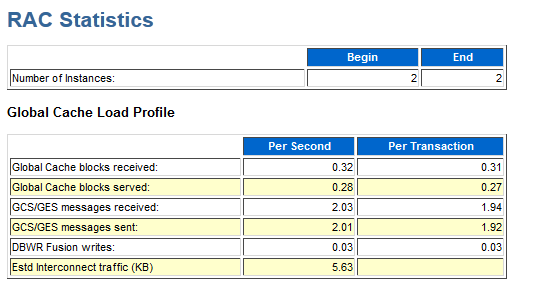 RAC Statistics
Begin End
Number of Instances: 2 2
Global Cache Load Profile
Per Second Per Transaction
Global Cache blocks received: 0.32 0.31
Global Cache blocks served: 0.28 0.27
GCS/GES messages received: 2.03 1.94
GCS/GES messages sent: 2.01 1.92
DBWR Fusion writes: 0.03 0.03
Estd Interconnect traffic (KB) 5.63